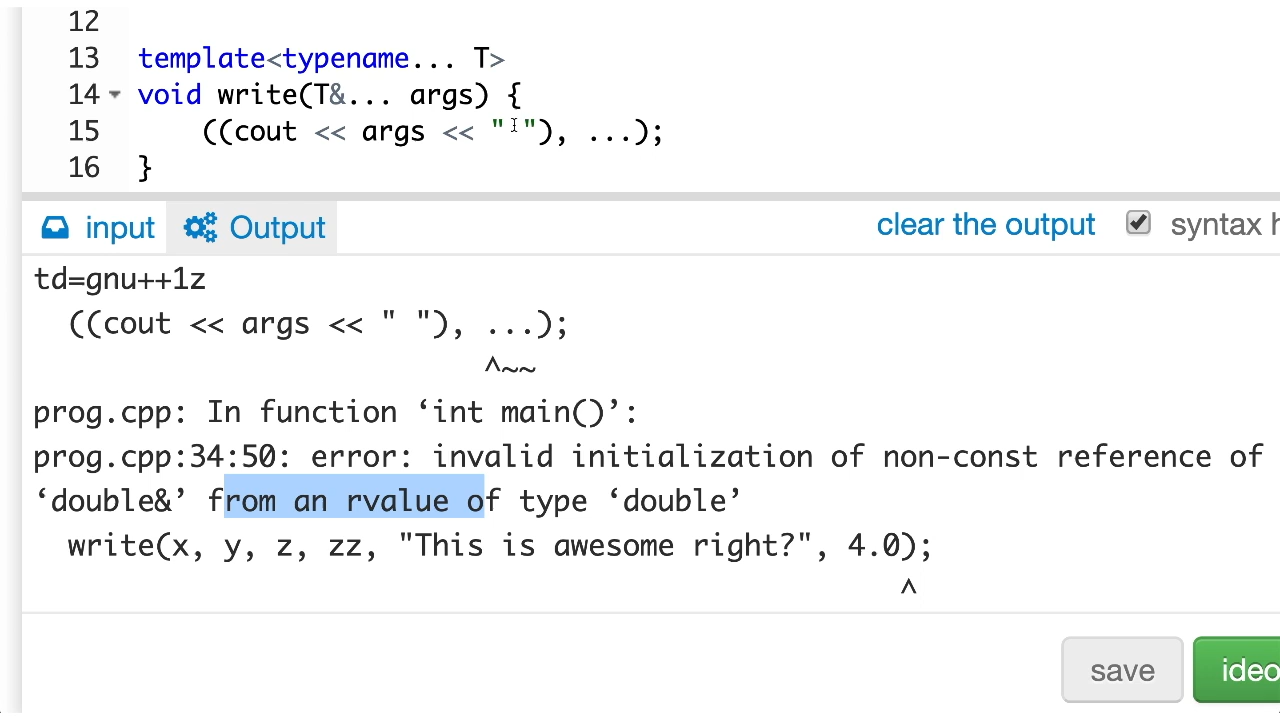 12
13 template<typename... T>
14 void write(T&... args) {
15 ((cout << args << " "), ...);
16 }
input Output clear the output syntax h
td=gnu++1z
((cout << args << " "), ...);
^~~
prog.cpp: In function ‘int main()’:
prog.cpp:34:50: error: invalid initialization of non-const reference of
‘double&’ from an rvalue of type ‘double’
write(x, y, z, zz, "This is awesome right?", 4.0);
^
save ideo